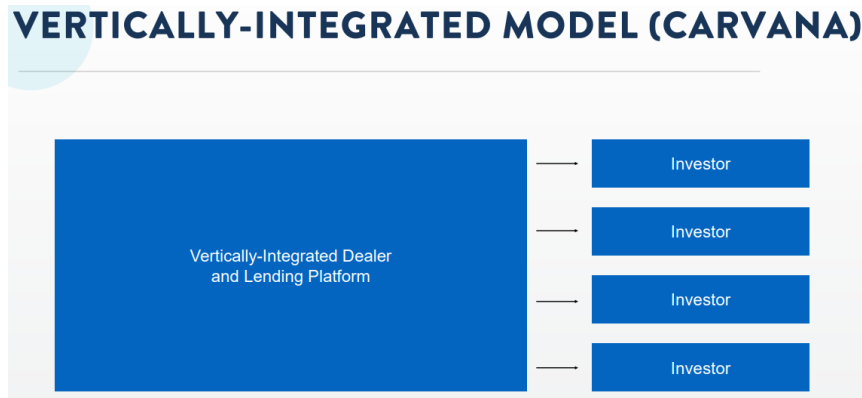 VERTICALLY-INTEGRATED MODEL (CARVANA)
Vertically-Integrated Dealer
and Lending Platform
Investor
Investor
Investor
Investor